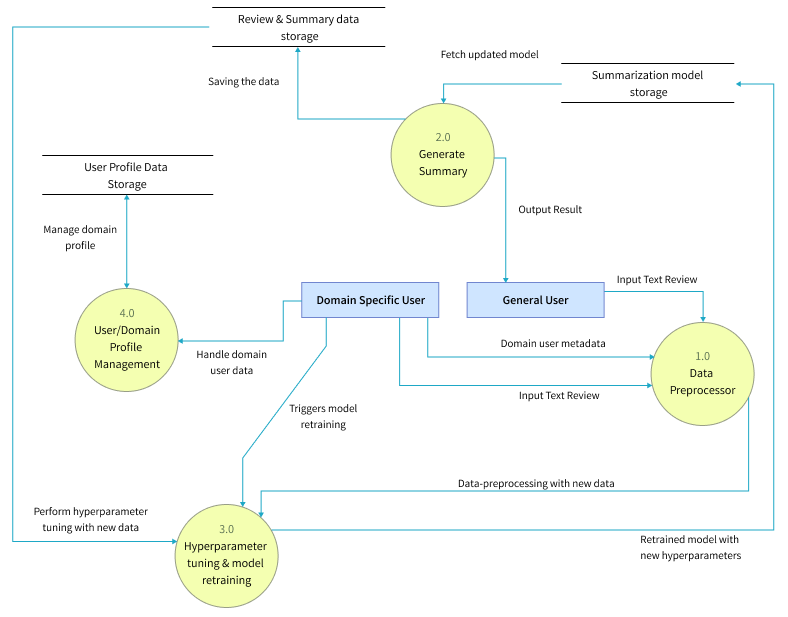 Review & Summary data
storage
Fetch updated model
Saving the data
Summarization model
storage
2.0
Generate
Summary
User Profile Data
Storage
Output Result
Manage domain
profile
Input Text Review
Domain Specific User
General User
4.0
User/Domain
Profile
Management
Handle domain
user data
Domain user metadata
1.0
Data
Preprocessor
Input Text Review
Triggers model
retraining
Data-preprocessing with new data
Perform hyperparameter
tuning with new data
3.0
Hyperparameter
tuning & model
retraining
Retrained model with
new hyperparameters